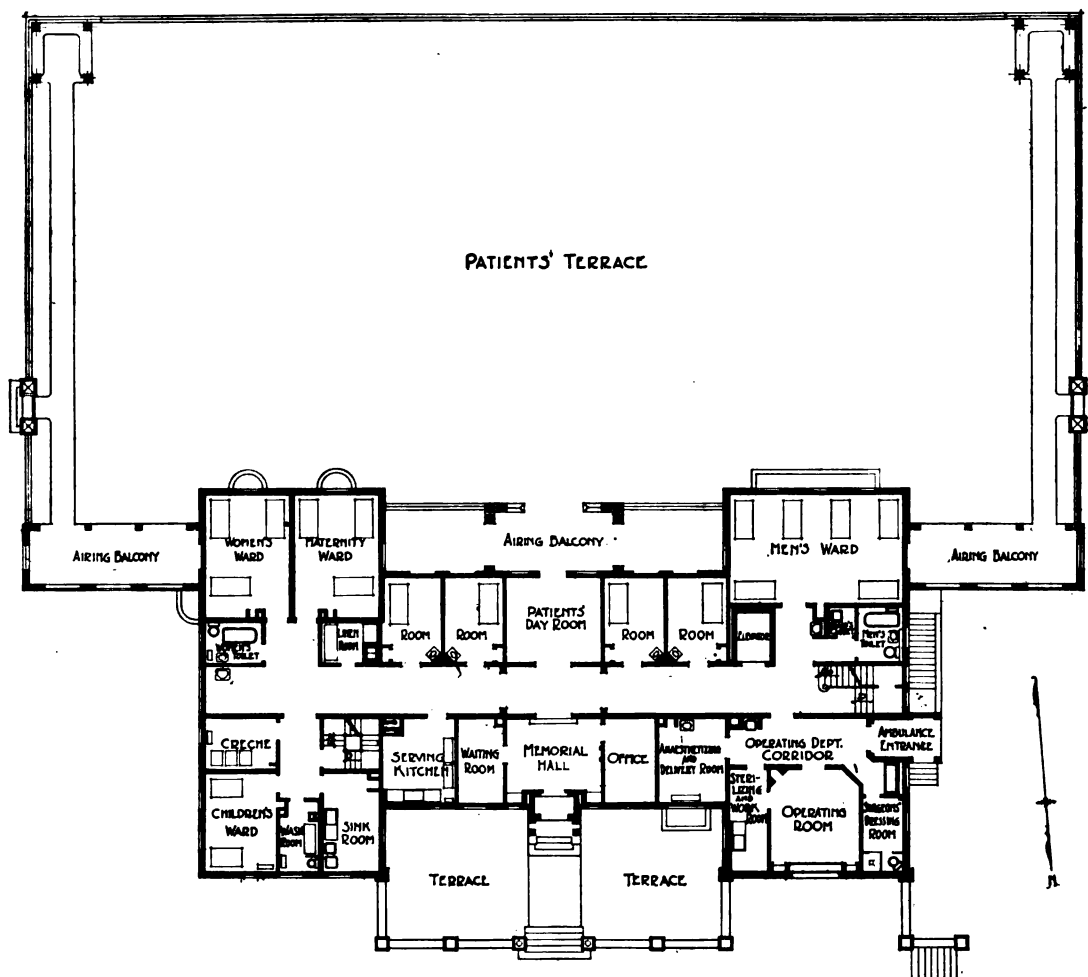 PATIENTS' TERRACE
AIRING BALCONY
WOMEN'S
WARD
MATERNITY
WARD
AIRING BALCONY
MEN'S WARD
AIRING BALCONY
PATIENTS'
DAY ROOM
ROOM
ROOM
ROOM
ROOM
LINEN
ROOM
WOMEN'S
TOILET
ELEVATOR
MEN'S
TOILET
CRECHE
SERVING
KITCHEN
WAITING
ROOM
MEMORIAL
HALL
OFFICE
ANAESTHETIZING
AND
DELIVERY ROOM
OPERATING DEPT.
CORRIDOR
AMBULANCE
ENTRANCE
STERI-
LIZING
AND
WORK
ROOM
OPERATING
ROOM
SURGEONS'
DRESSING
ROOM
CHILDREN'S
WARD
WASH
ROOM
SINK
ROOM
TERRACE
TERRACE
N